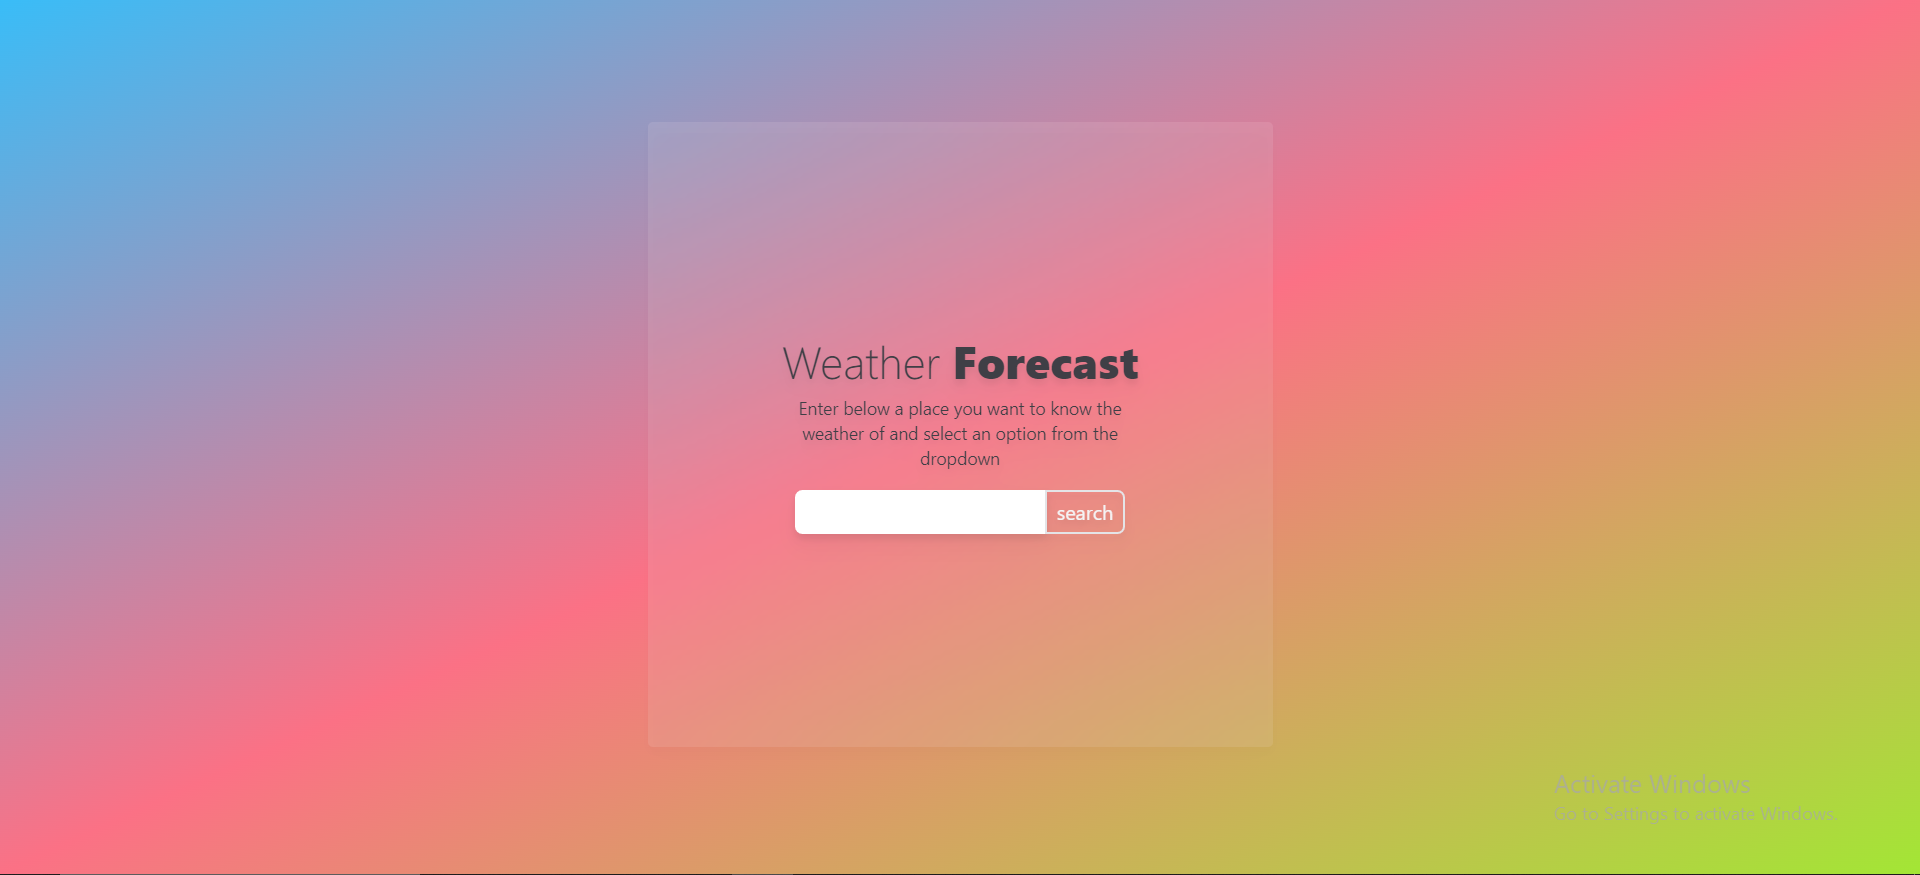 Weather Forecast
Enter below a place you want to know the
weather of and select an option from the
dropdown
search
Activate Windows
Go to Settings to activate Windows.